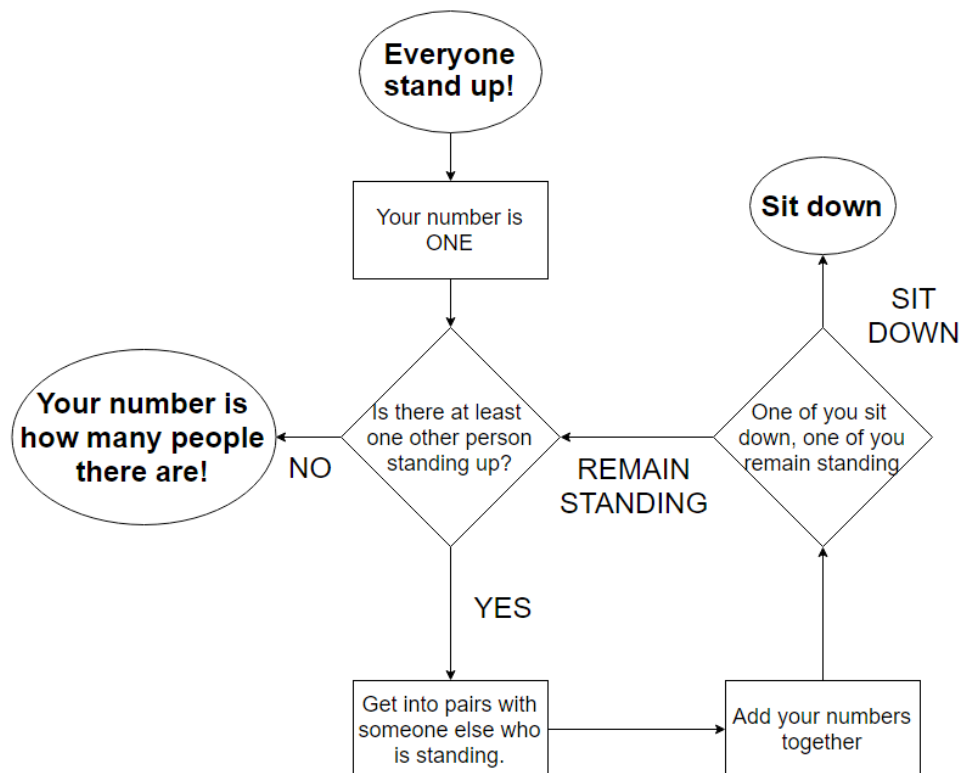 Everyone
stand up!
Your number is
ONE
Is there at least
one other person
standing up?
NO
Your number is
how many people
there are!
YES
Get into pairs with
someone else who
is standing.
Add your numbers
together
One of you sit
down, one of you
remain standing
REMAIN
STANDING
SIT
DOWN
Sit down